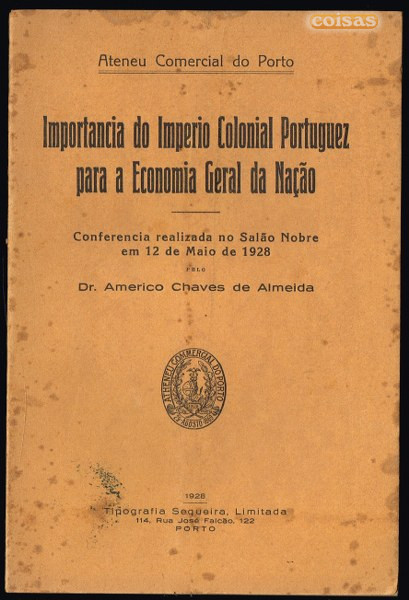 coisas
Ateneu Comercial do Porto
Importancia do Imperio Colonial Portuguez
para a Economia Geral da Nação
Conferencia realizada no Salão Nobre
em 12 de Maio de 1928
PELO
Dr. Americo Chaves de Almeida
ATHENEU COMMERCIAL DO PORTO
AGOSTO
1928
Tipografia Sequeira, Limitada
114, Rua José Falcão, 122
PORTO